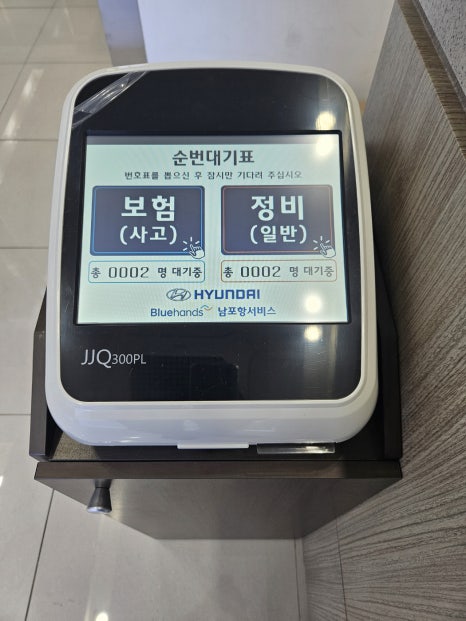 순번대기표
번호표를 뽑으신 후 잠시만 기다려 주십시오
보험
(사고)
정비
(일반)
총 0002 명 대기중
총 0002 명 대기중
HYUNDAI
Bluehands 남포항서비스
JJQ300PL